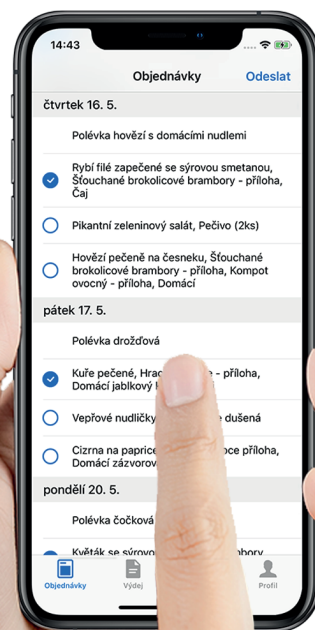 14:43
Objednávky
Odeslat
čtvrtek 16. 5.
Polévka hovězí s domácími nudlemi
Rybí filé zapečené se sýrovou smetanou,
Šťouchané brokolicové brambory - příloha,
Čaj
Pikantní zeleninový salát, Pečivo (2ks)
Hovězí pečeně na česneku, Šťouchané
brokolicové brambory - příloha, Kompot
ovocný - příloha, Domácí
pátek 17. 5.
Polévka drožďová
Kuře pečené, - příloha,
Domácí jablkový
Vepřové nudličky dušená
Cizrna na paprice příloha,
Domácí
pondělí 20. 5.
Polévka čočková
Květák se
Objednávky
Výdej
Profil